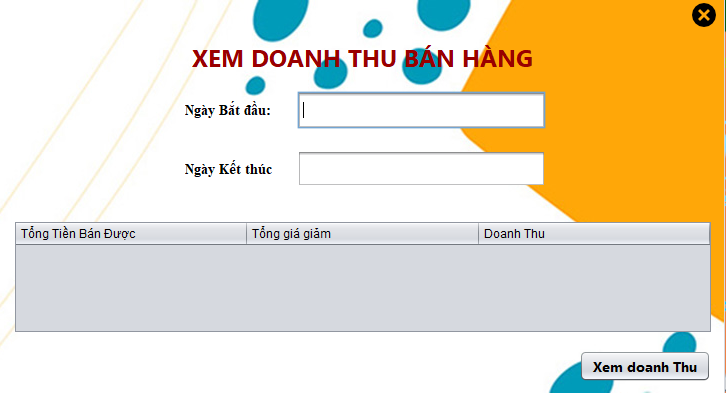 XEM DOANH THU BÁN HÀNG
Ngày Bắt đầu:
Ngày Kết thúc
Tổng Tiền Bán Được Tổng giá giảm Doanh Thu
Xem doanh Thu